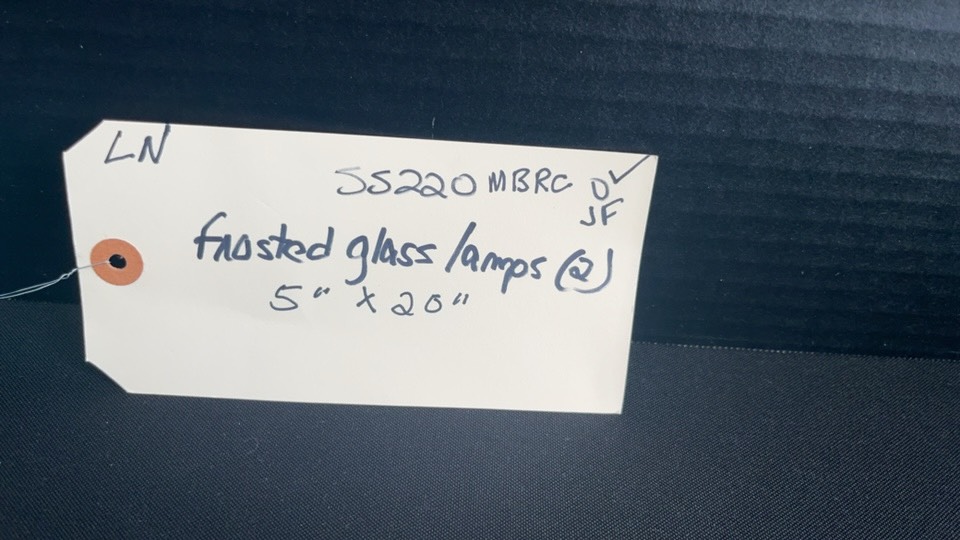 LN
SS220 MBRC O✓
JF
frosted glass lamps (2)
5" x 20"